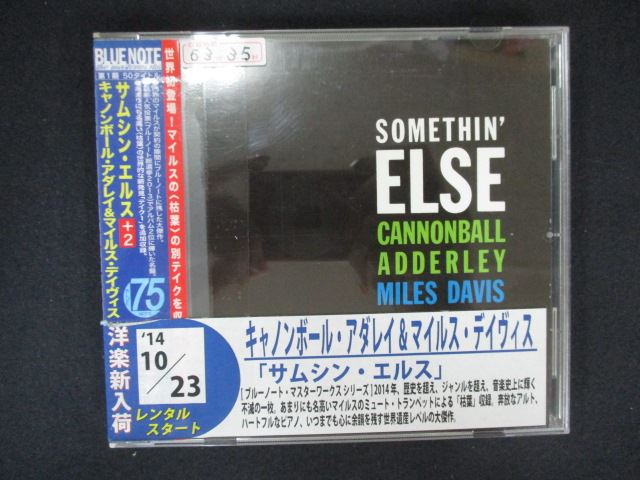 BLUE NOTE
第1期 50タイトル
サムシン・エルス+2
キャノンボール・アダレイ&マイルス・デイヴィス
75
世界初登場!マイルスの〈枯葉〉の別テイクを収
SOMETHIN'
ELSE
CANNONBALL
ADDERLEY
MILES DAVIS
洋楽新入荷
'14
10/23
レンタル
スタート
キャノンボール・アダレイ&マイルス・デイヴィス
「サムシン・エルス」
[ブルーノート・マスターワークスシリーズ]2014年、歴史を超え、ジャンルを超え、音楽史上に輝く
不滅の一枚。あまりにも名高いマイルスのミュート・トランペットによる「枯葉」収録。奔放なアルト、
ハートフルなピアノ、いつまでも心に余韻を残す世界遺産レベルの大傑作。